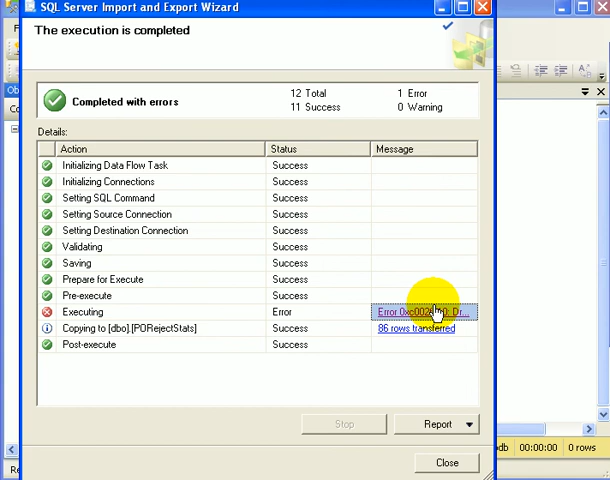 SQL Server Import and Export Wizard
The execution is completed
Completed with errors
12 Total 1 Error
11 Success 0 Warning
Details:
Action Status Message
Initializing Data Flow Task Success
Initializing Connections Success
Setting SQL Command Success
Setting Source Connection Success
Setting Destination Connection Success
Validating Success
Saving Success
Prepare for Execute Success
Pre-execute Success
Executing Error Error Dr...
Copying to [dbo].[PORejectStats] Success 86 rows transferred
Post-execute Success
Stop Report
Close
00:00:00 0 rows